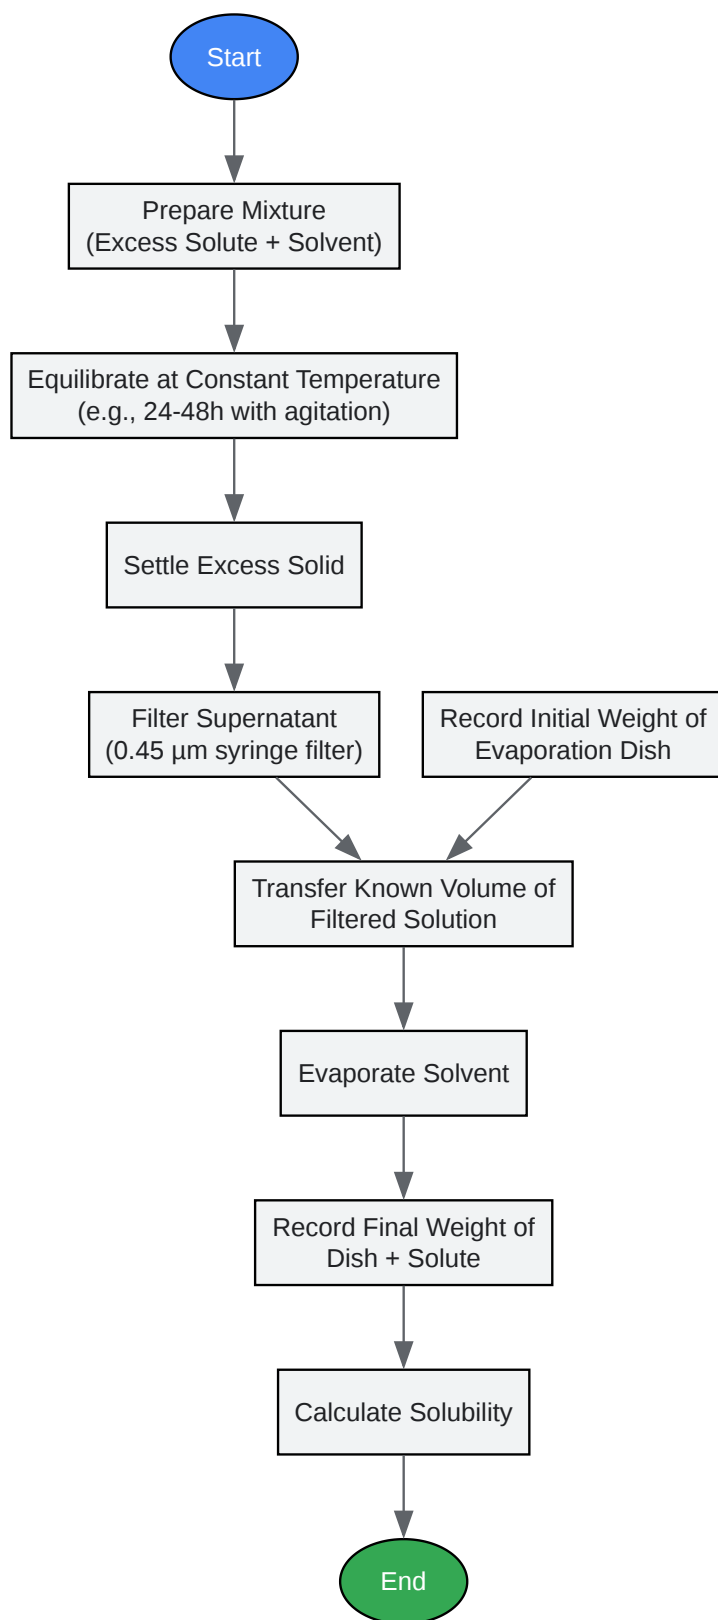 Start
Prepare Mixture
(Excess Solute + Solvent)
Equilibrate at Constant Temperature
(e.g., 24-48h with agitation)
Settle Excess Solid
Filter Supernatant
(0.45 µm syringe filter)
Record Initial Weight of
Evaporation Dish
Transfer Known Volume of
Filtered Solution
Evaporate Solvent
Record Final Weight of
Dish + Solute
Calculate Solubility
End